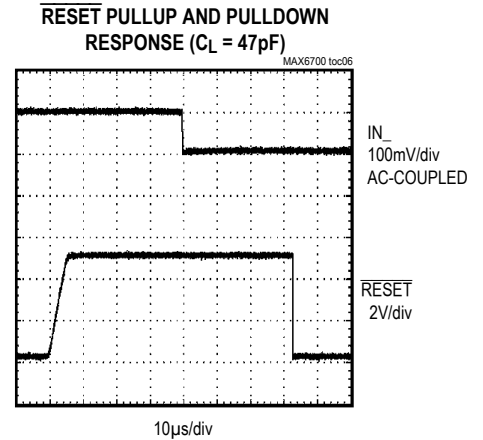 RESET PULLUP AND PULLDOWN
RESPONSE (CL = 47pF)
MAX6700 toc06
IN_
100mV/div
AC-COUPLED
RESET
2V/div
10µs/div